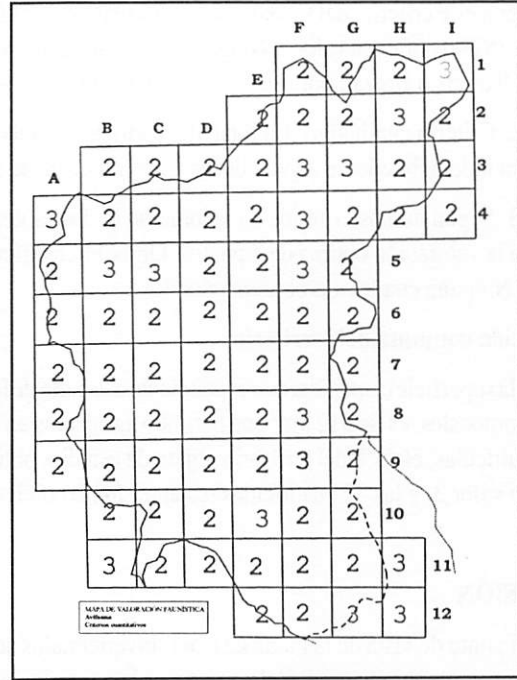 F G H I
2 2 2 3 1
E
2 2 2 3 2 2
B C D
2 2 2 2 3 3 2 2 3
A
3 2 2 2 2 3 2 2 2 4
2 3 3 2 2 3 2 5
2 2 2 2 2 2 2 6
2 2 2 2 2 2 2 7
2 2 2 2 2 3 2 8
2 2 2 2 2 3 2 9
2 2 2 3 2 2 10
3 2 2 2 2 2 3 11
2 2 3 3 12
MAPA DE VALORACIÓN FAUNÍSTICA
Avifauna
Criterios cuantitativos